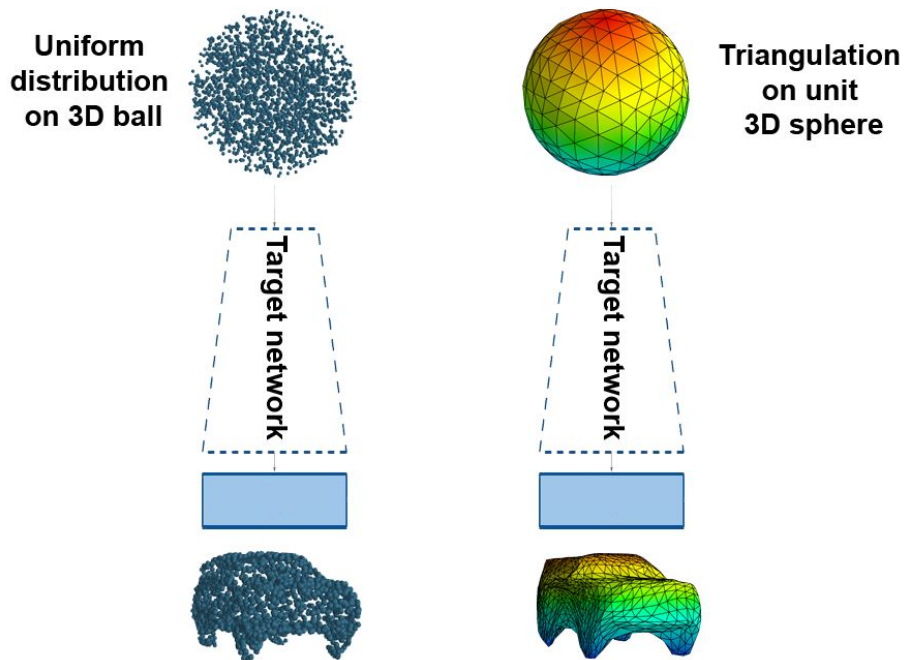 Uniform
distribution
on 3D ball
Triangulation
on unit
3D sphere
Target network
Target network